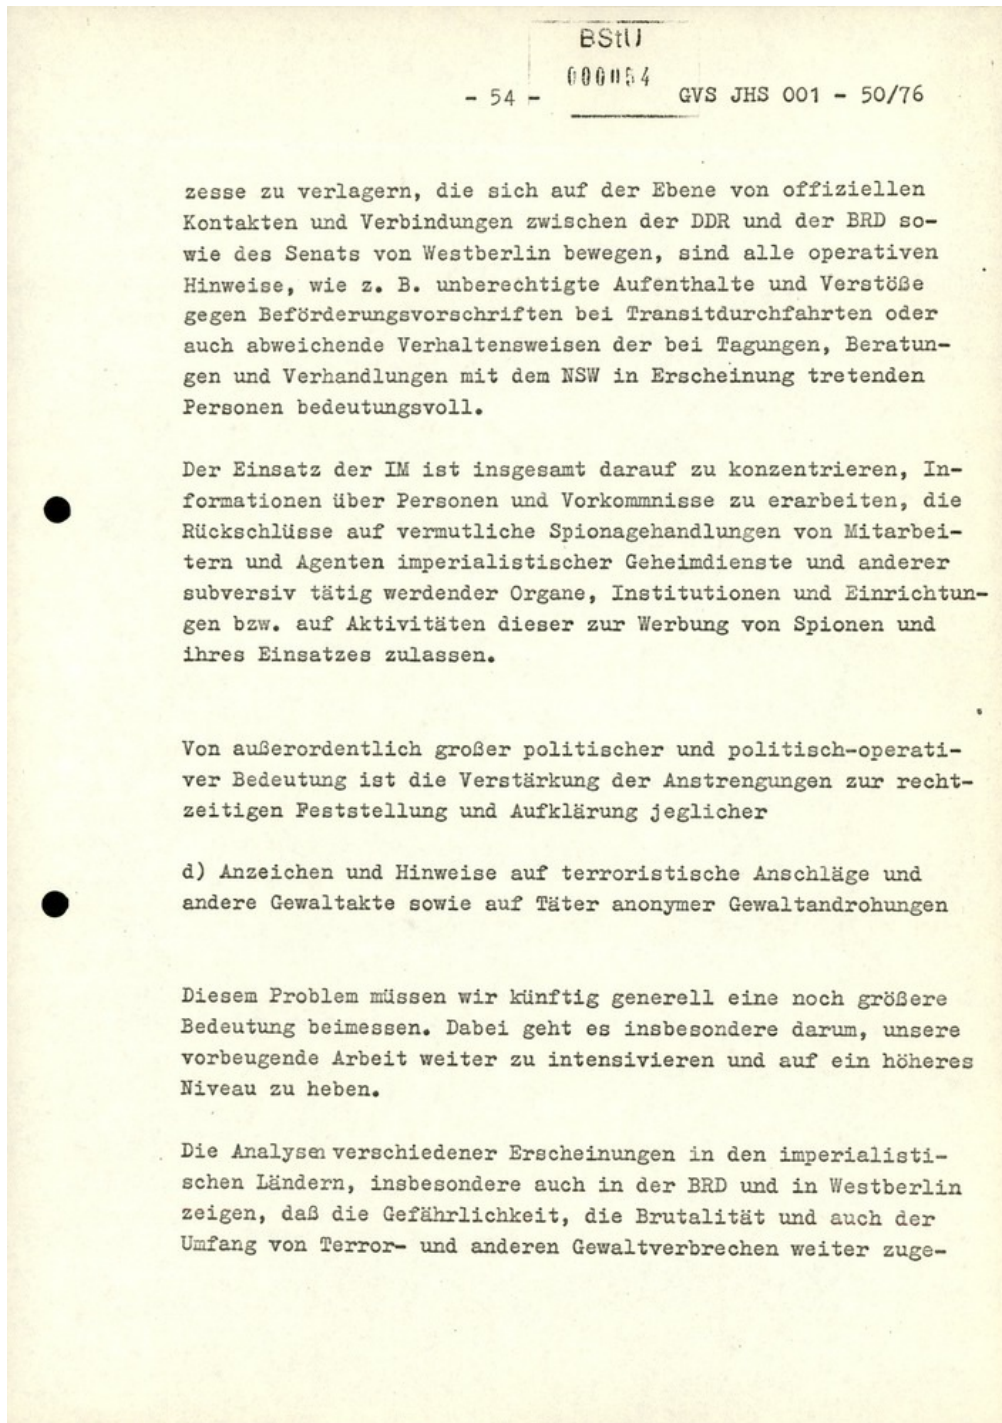 BStU
000054
- 54 -
GVS JHS 001 - 50/76
zesse zu verlagern, die sich auf der Ebene von offiziellen
Kontakten und Verbindungen zwischen der DDR und der BRD so-
wie des Senats von Westberlin bewegen, sind alle operativen
Hinweise, wie z. B. unberechtigte Aufenthalte und Verstöße
gegen Beförderungsvorschriften bei Transitdurchfahrten oder
auch abweichende Verhaltensweisen der bei Tagungen, Beratun-
gen und Verhandlungen mit dem NSW in Erscheinung tretenden
Personen bedeutungsvoll.
Der Einsatz der IM ist insgesamt darauf zu konzentrieren, In-
formationen über Personen und Vorkommnisse zu erarbeiten, die
Rückschlüsse auf vermutliche Spionagehandlungen von Mitarbei-
tern und Agenten imperialistischer Geheimdienste und anderer
subversiv tätig werdender Organe, Institutionen und Einrichtun-
gen bzw. auf Aktivitäten dieser zur Werbung von Spionen und
ihres Einsatzes zulassen.
Von außerordentlich großer politischer und politisch-operati-
ver Bedeutung ist die Verstärkung der Anstrengungen zur recht-
zeitigen Feststellung und Aufklärung jeglicher
d) Anzeichen und Hinweise auf terroristische Anschläge und
andere Gewaltakte sowie auf Täter anonymer Gewaltandrohungen
Diesem Problem müssen wir künftig generell eine noch größere
Bedeutung beimessen. Dabei geht es insbesondere darum, unsere
vorbeugende Arbeit weiter zu intensivieren und auf ein höheres
Niveau zu heben.
Die Analysen verschiedener Erscheinungen in den imperialisti-
schen Ländern, insbesondere auch in der BRD und in Westberlin
zeigen, daß die Gefährlichkeit, die Brutalität und auch der
Umfang von Terror- und anderen Gewaltverbrechen weiter zuge-